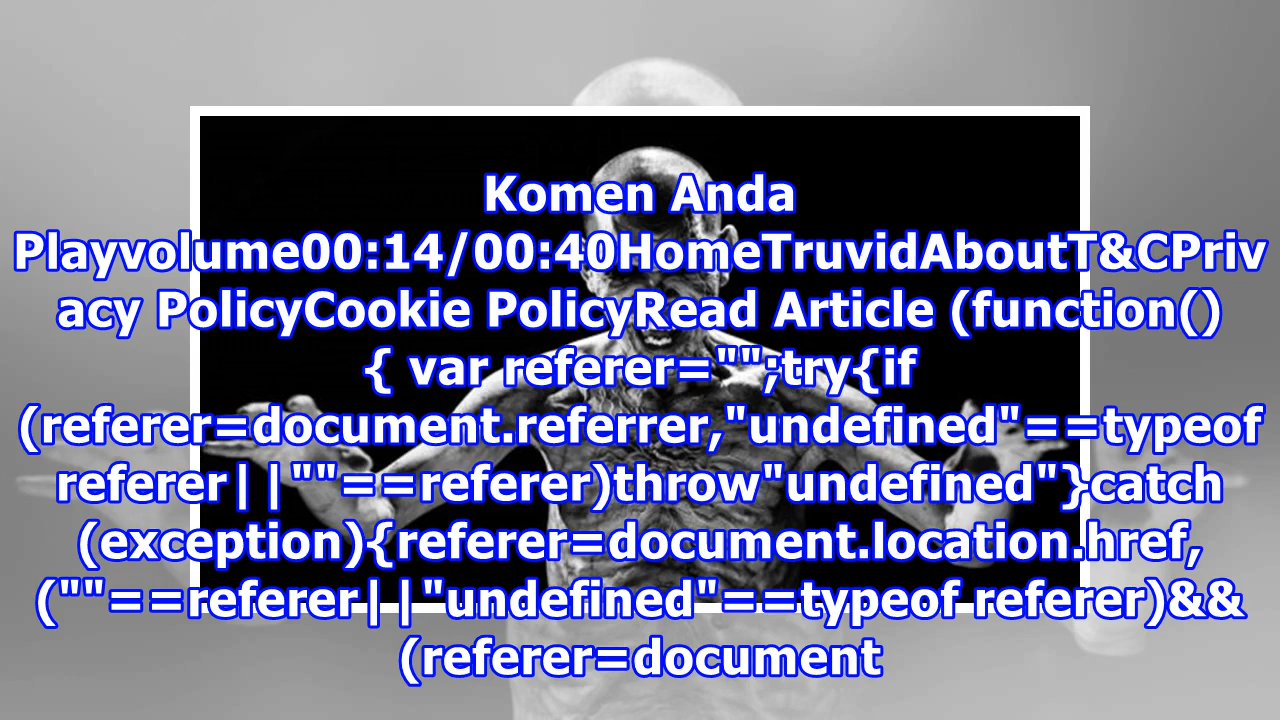 Komen Anda
Playvolume00:14/00:40HomeTruvidAboutT&CPriv
acy PolicyCookie PolicyRead Article (function()
{ var referer="";try{if
(referer=document.referrer,"undefined"==typeof
referer||""==referer)throw"undefined"}catch
(exception){referer=document.location.href,
(""==referer||"undefined"==typeof referer)&&
(referer=document